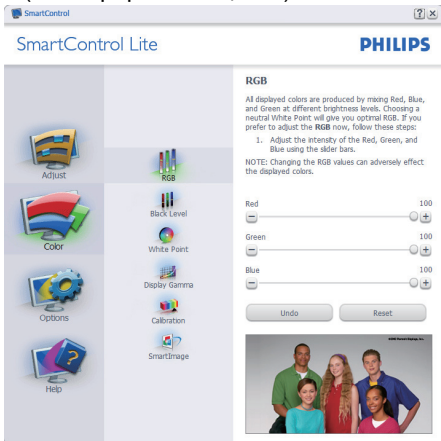 SmartControl
SmartControl Lite
PHILIPS
Adjust
Color
Options
Help
RGB
Black Level
White Point
Display Gamma
Calibration
SmartImage
RGB
All displayed colors are produced by mixing Red, Blue,
and Green at different brightness levels. Choosing a
neutral White Point will give you optimal RGB. If you
prefer to adjust the RGB now, follow these steps:
1. Adjust the intensity of the Red, Green, and
Blue using the slider bars.
NOTE: Changing the RGB values can adversely effect
the displayed colors.
Red 100
Green 100
Blue 100
Undo Reset